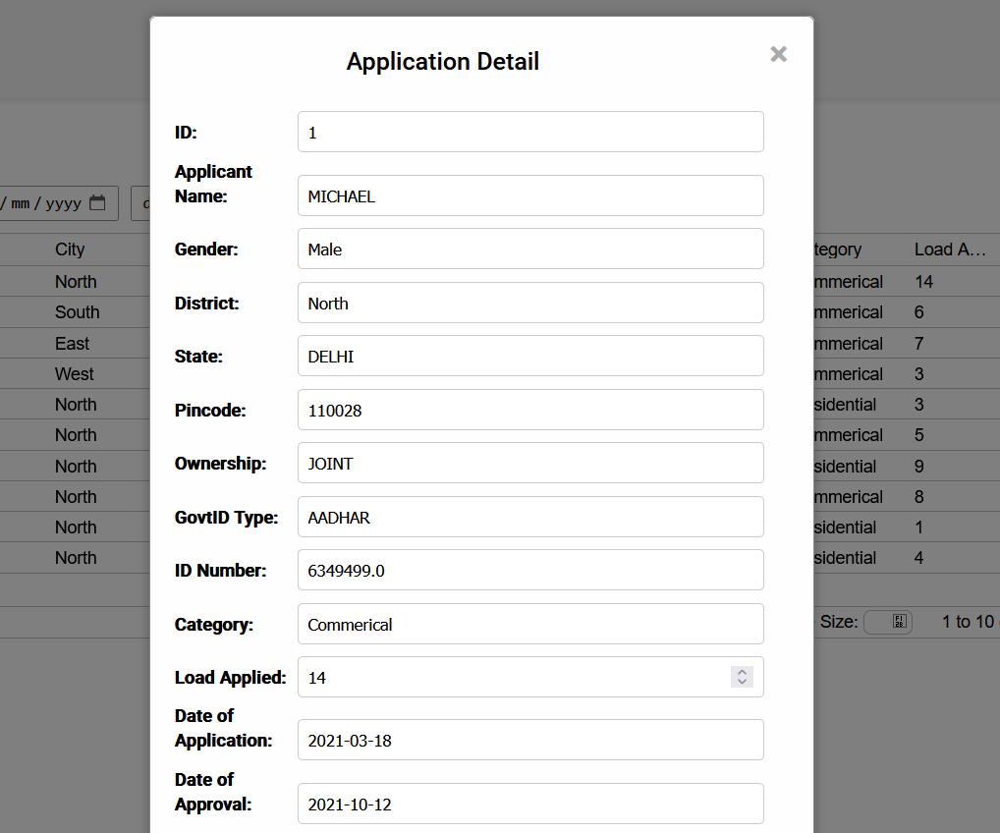 Application Detail
×
ID: 1
Applicant Name: MICHAEL
Gender: Male
District: North
State: DELHI
Pincode: 110028
Ownership: JOINT
GovtID Type: AADHAR
ID Number: 6349499.0
Category: Commerical
Load Applied: 14
Date of Application: 2021-03-18
Date of Approval: 2021-10-12
/ mm / yyyy
City tegory Load A...
North mmerical 14
South mmerical 6
East mmerical 7
West mmerical 3
North sidential 3
North mmerical 5
North sidential 9
North mmerical 8
North sidential 1
North sidential 4
Size: 1 to 10